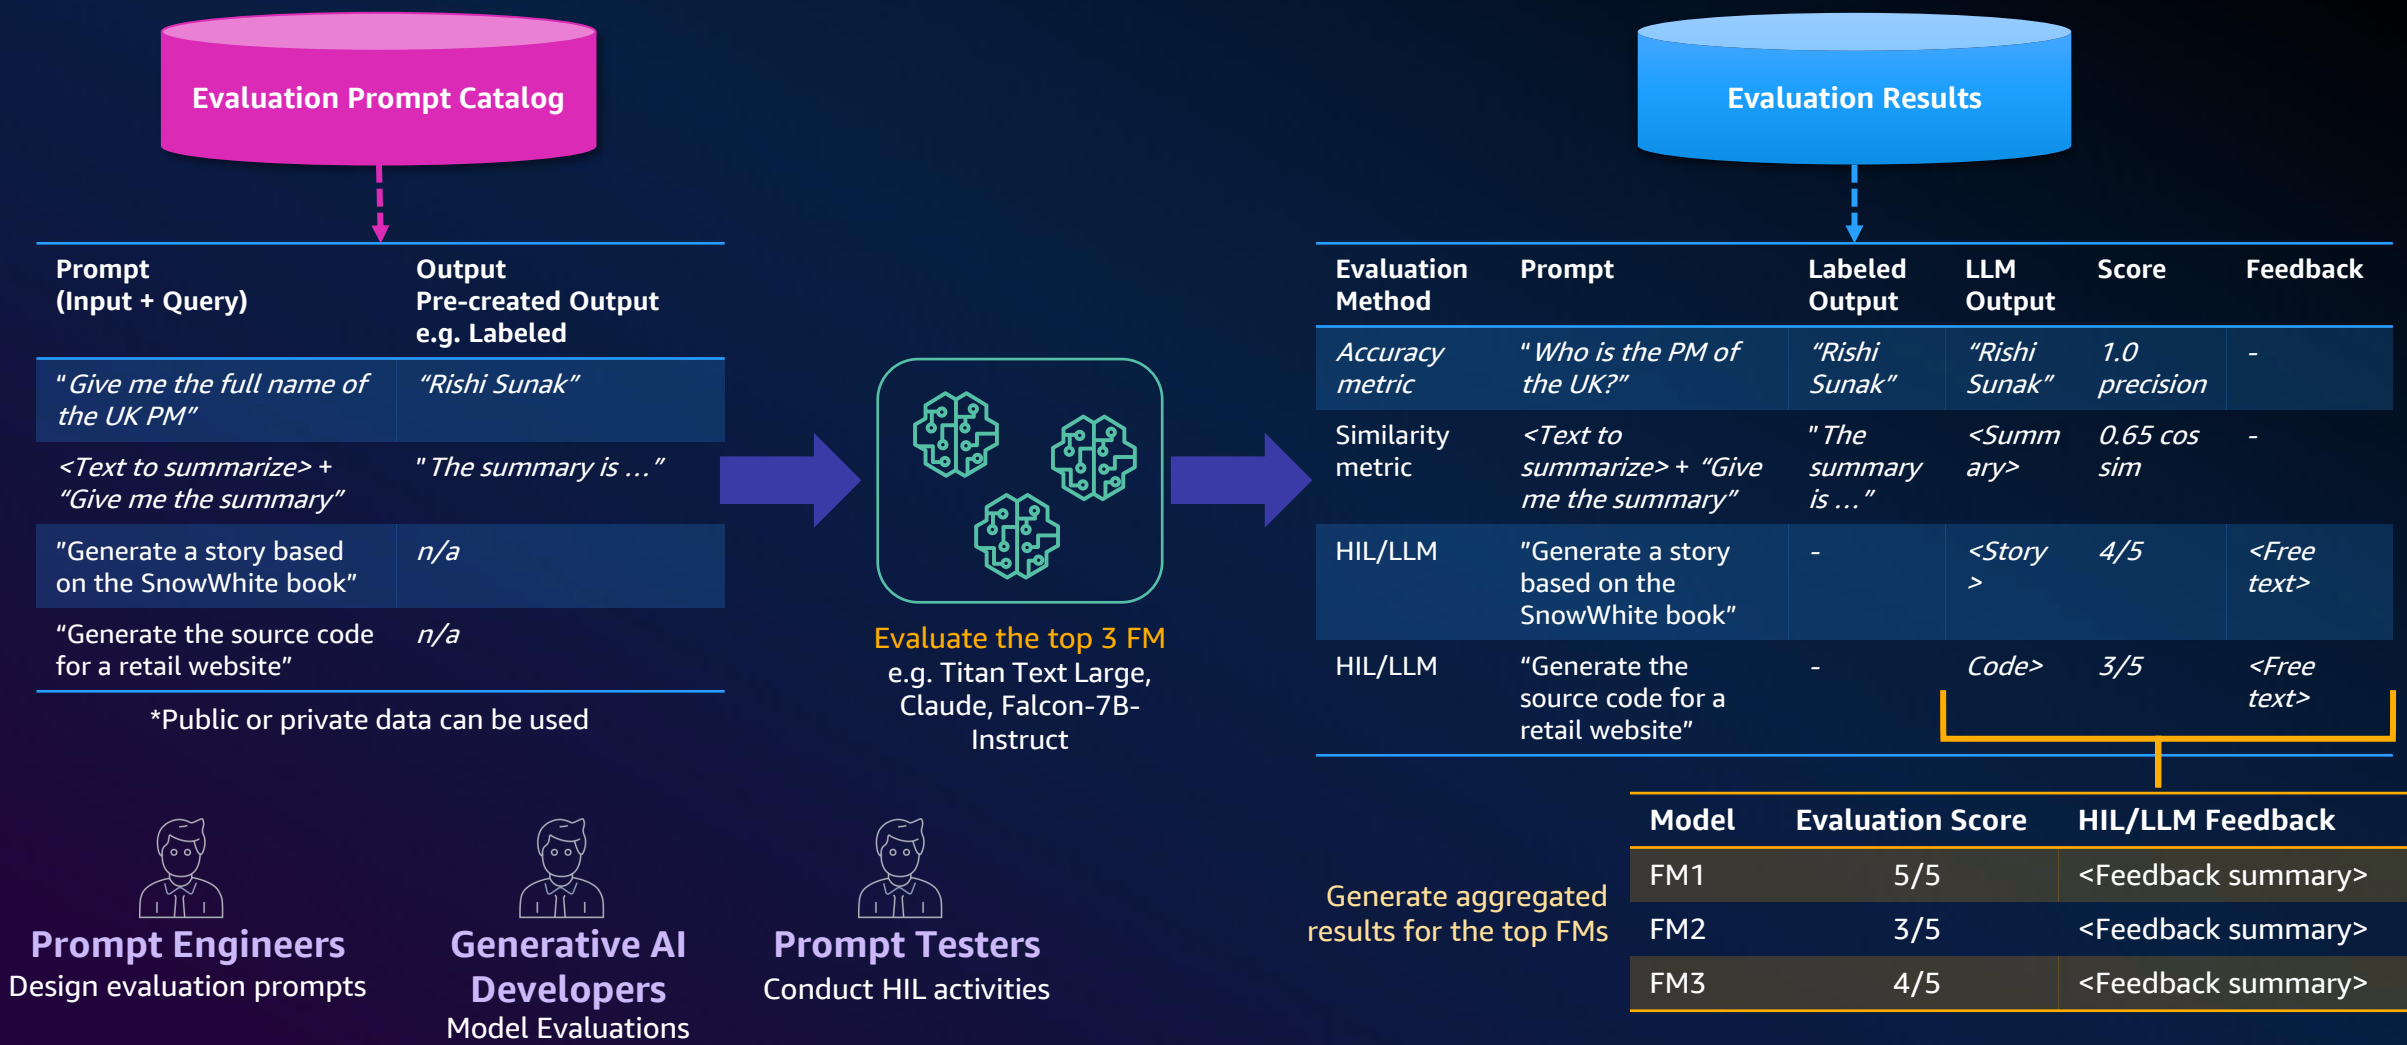 Evaluation Prompt Catalog
Prompt
(Input + Query)
Output
Pre-created Output
e.g. Labeled
"Give me the full name of
the UK PM"
"Rishi Sunak"
<Text to summarize> +
"Give me the summary"
"The summary is …"
"Generate a story based
on the SnowWhite book"
n/a
"Generate the source code
for a retail website"
n/a
*Public or private data can be used
Evaluate the top 3 FM
e.g. Titan Text Large,
Claude, Falcon-7B-
Instruct
Evaluation Results
Evaluation
Method
Prompt
Labeled
Output
LLM
Output
Score
Feedback
Accuracy
metric
"Who is the PM of
the UK?"
"Rishi
Sunak"
"Rishi
Sunak"
1.0
precision
-
Similarity
metric
<Text to
summarize> + "Give
me the summary"
"The
summary
is …"
<Summ
ary>
0.65 cos
sim
-
HIL/LLM
"Generate a story
based on the
SnowWhite book"
-
<Story
>
4/5
<Free
text>
HIL/LLM
"Generate the
source code for a
retail website"
-
Code>
3/5
<Free
text>
Generate aggregated
results for the top FMs
Model Evaluation Score HIL/LLM Feedback
FM1 5/5 <Feedback summary>
FM2 3/5 <Feedback summary>
FM3 4/5 <Feedback summary>
Prompt Engineers
Design evaluation prompts
Generative AI
Developers
Model Evaluations
Prompt Testers
Conduct HIL activities